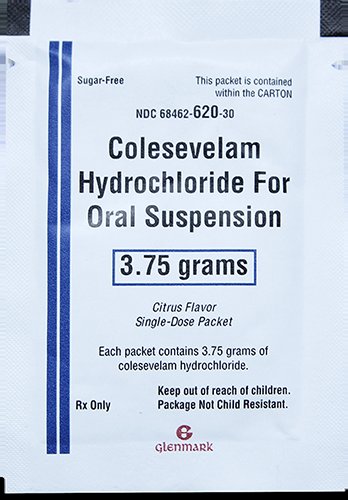 Sugar-Free
This packet is contained
within the CARTON
NDC 68462-620-30
Colesevelam
Hydrochloride For
Oral Suspension
3.75 grams
Citrus Flavor
Single-Dose Packet
Each packet contains 3.75 grams of
colesevelam hydrochloride.
Keep out of reach of children.
Rx Only
Package Not Child Resistant.
G
GLENMARK